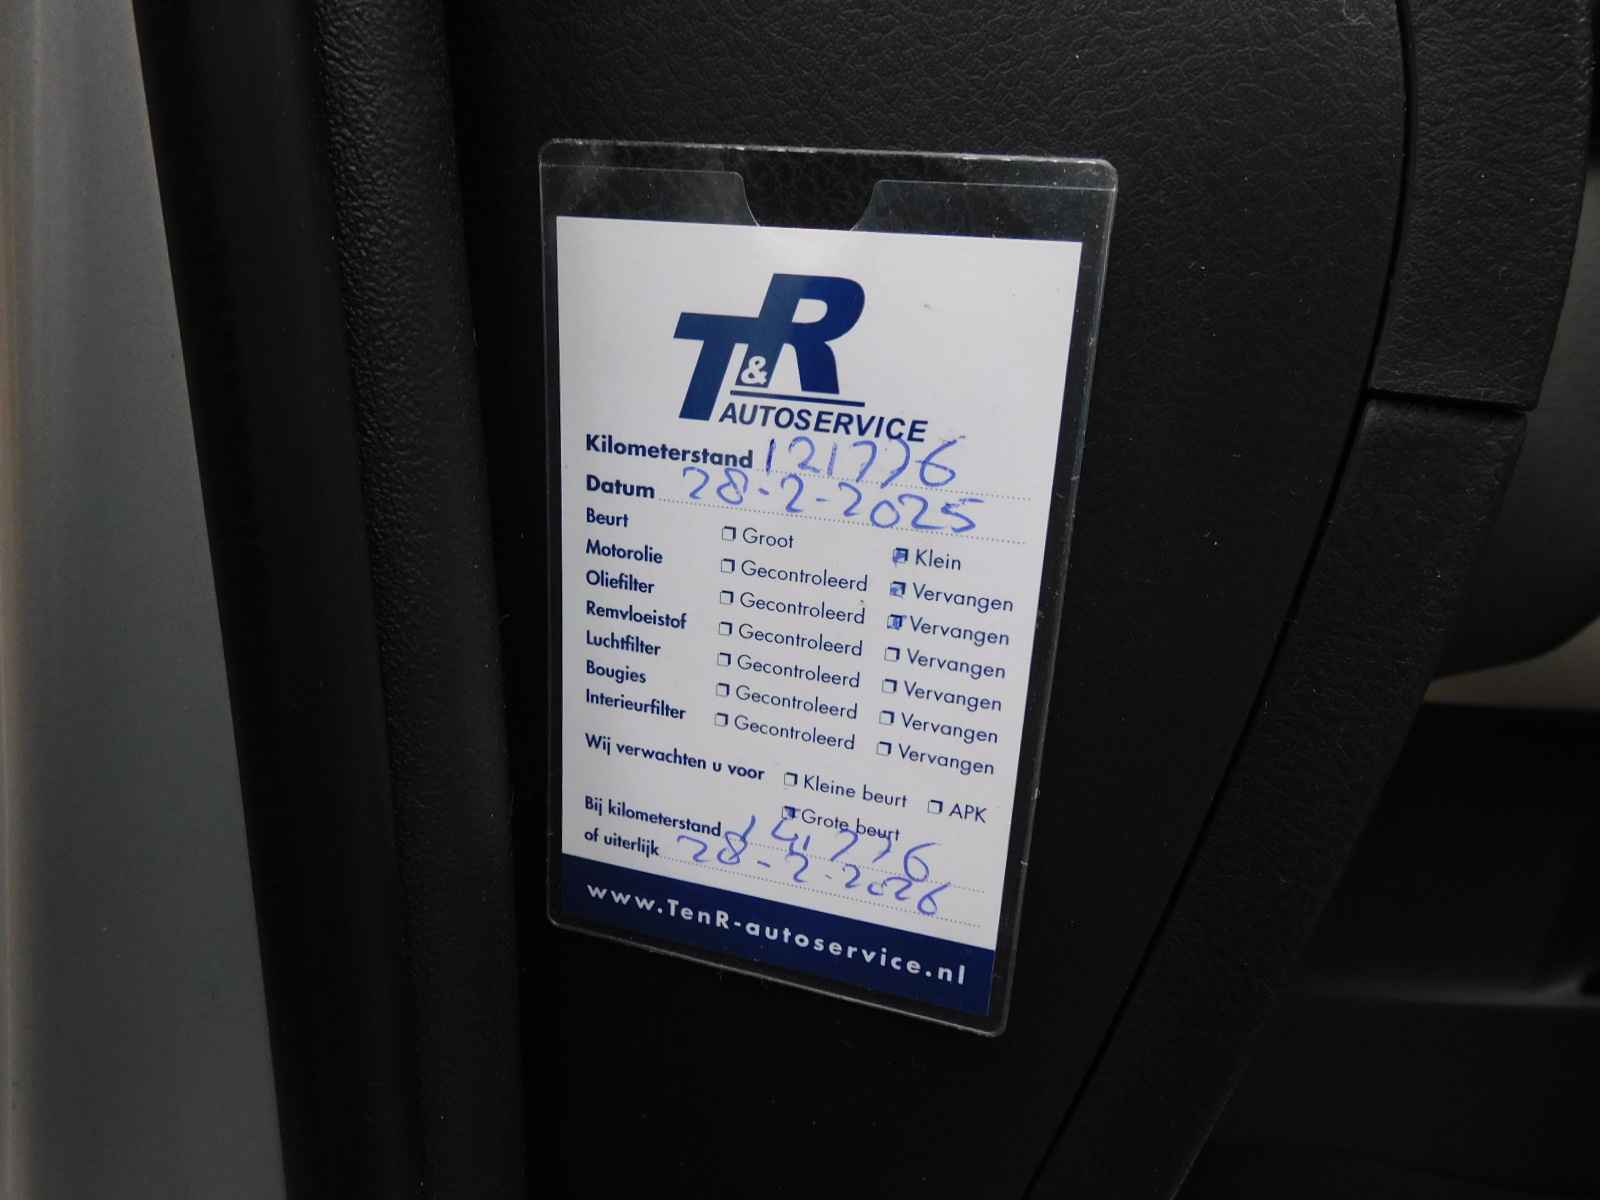 T&R
AUTOSERVICE
Kilometerstand 121776
Datum 28-2-2025
Beurt Groot Klein
Motorolie Gecontroleerd Vervangen
Oliefilter Gecontroleerd Vervangen
Remvloeistof Gecontroleerd Vervangen
Luchtfilter Gecontroleerd Vervangen
Bougies Gecontroleerd Vervangen
Interieurfilter Gecontroleerd Vervangen
Wij verwachten u voor Kleine beurt APK
Grote beurt
Bij kilometerstand
of uiterlijk 28-2-2026
www.TenR-autoservice.nl